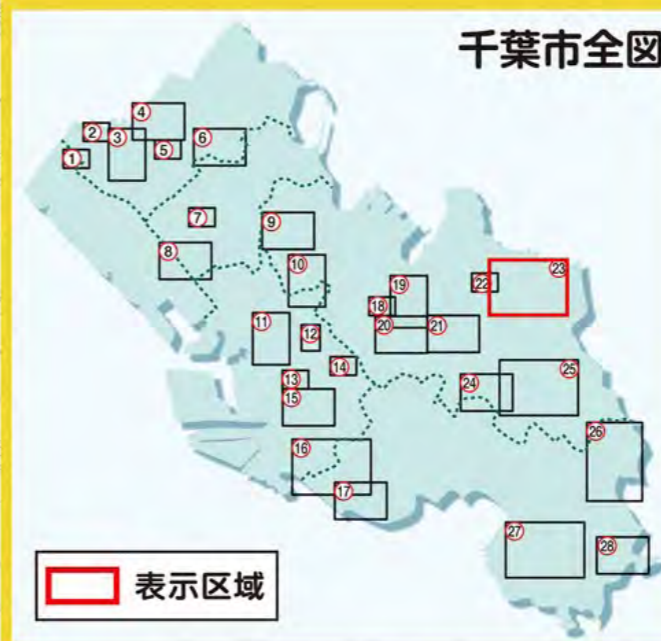 千葉市全図
④
② ③ ⑥
① ⑤
⑦ ⑨
⑧ ⑩ ㉓
⑲ ㉒
⑱
⑪ ⑫ ⑳ ㉑
⑭ ㉕
⑬ ㉔
⑮
㉖
⑯
⑰
㉗ ㉘
表示区域